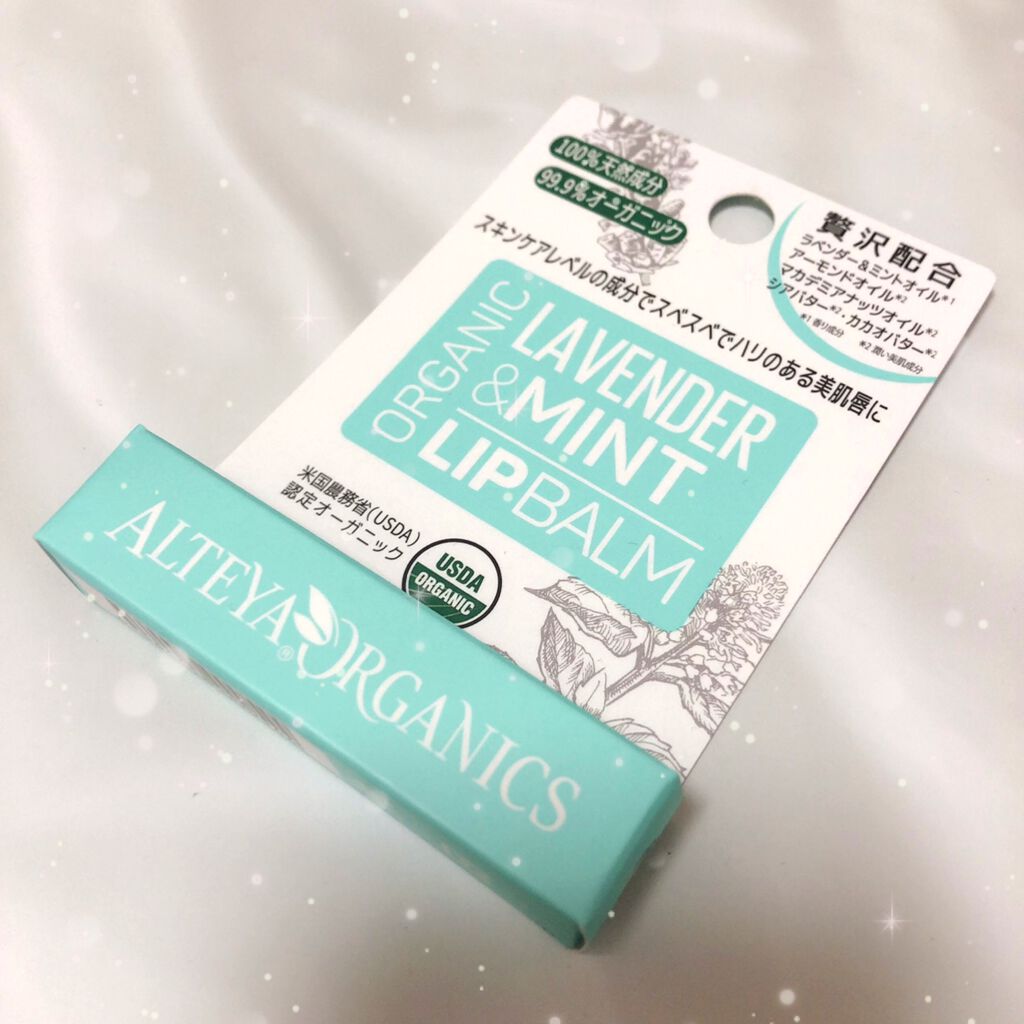 100%天然成分
99.9%オーガニック
贅沢配合
ラベンダー&ミントオイル※1
アーモンドオイル※2
マカデミアナッツオイル※2
シアバター※2・カカオバター※2
※1 香り成分 ※2 潤い美肌成分
スキンケアレベルの成分でスベスベでハリのある美肌唇に
ORGANIC
LAVENDER
&MINT
LIP BALM
米国農務省(USDA)
認定オーガニック
USDA
ORGANIC
ALTEYA ORGANICS
®